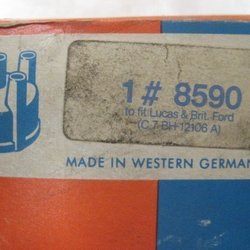 1 # 8590
to fit Lucas & Brit. Ford
(C 7 BH 12106 A)
MADE IN WESTERN GERMAN